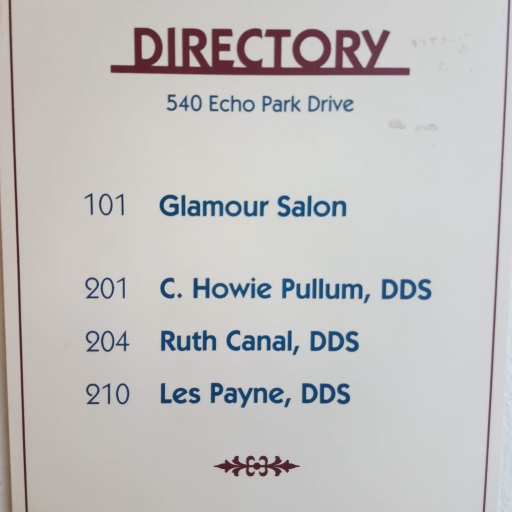 DIRECTORY
540 Echo Park Drive
101 Glamour Salon
201 C. Howie Pullum, DDS
204 Ruth Canal, DDS
210 Les Payne, DDS